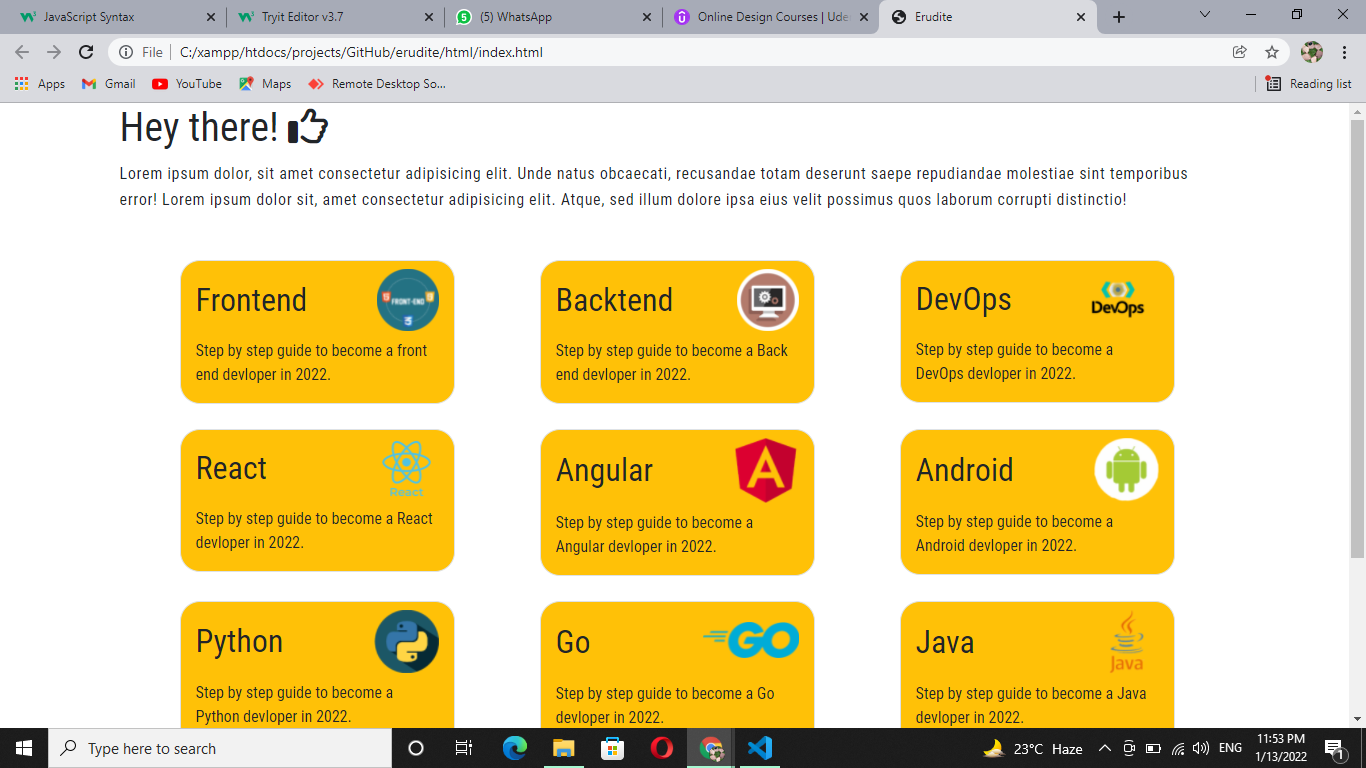 JavaScript Syntax
Tryit Editor v3.7
(5) WhatsApp
Online Design Courses | Ude
Erudite
File
C:/xampp/htdocs/projects/GitHub/erudite/html/index.html
Apps
Gmail
YouTube
Maps
Remote Desktop So...
Reading list
Hey there!
Lorem ipsum dolor, sit amet consectetur adipisicing elit. Unde natus obcaecati, recusandae totam deserunt saepe repudiandae molestiae sint temporibus
error! Lorem ipsum dolor sit, amet consectetur adipisicing elit. Atque, sed illum dolore ipsa eius velit possimus quos laborum corrupti distinctio!
Frontend
FRONT-END
Step by step guide to become a front
end devloper in 2022.
Backtend
Step by step guide to become a Back
end devloper in 2022.
DevOps
DevOps
Step by step guide to become a
DevOps devloper in 2022.
React
React
Step by step guide to become a React
devloper in 2022.
Angular
A
Step by step guide to become a
Angular devloper in 2022.
Android
Step by step guide to become a
Android devloper in 2022.
Python
Step by step guide to become a
Python devloper in 2022.
Go
GO
Step by step guide to become a Go
devloper in 2022.
Java
Java
Step by step guide to become a Java
devloper in 2022.
Type here to search
23°C Haze
ENG
11:53 PM
1/13/2022
1